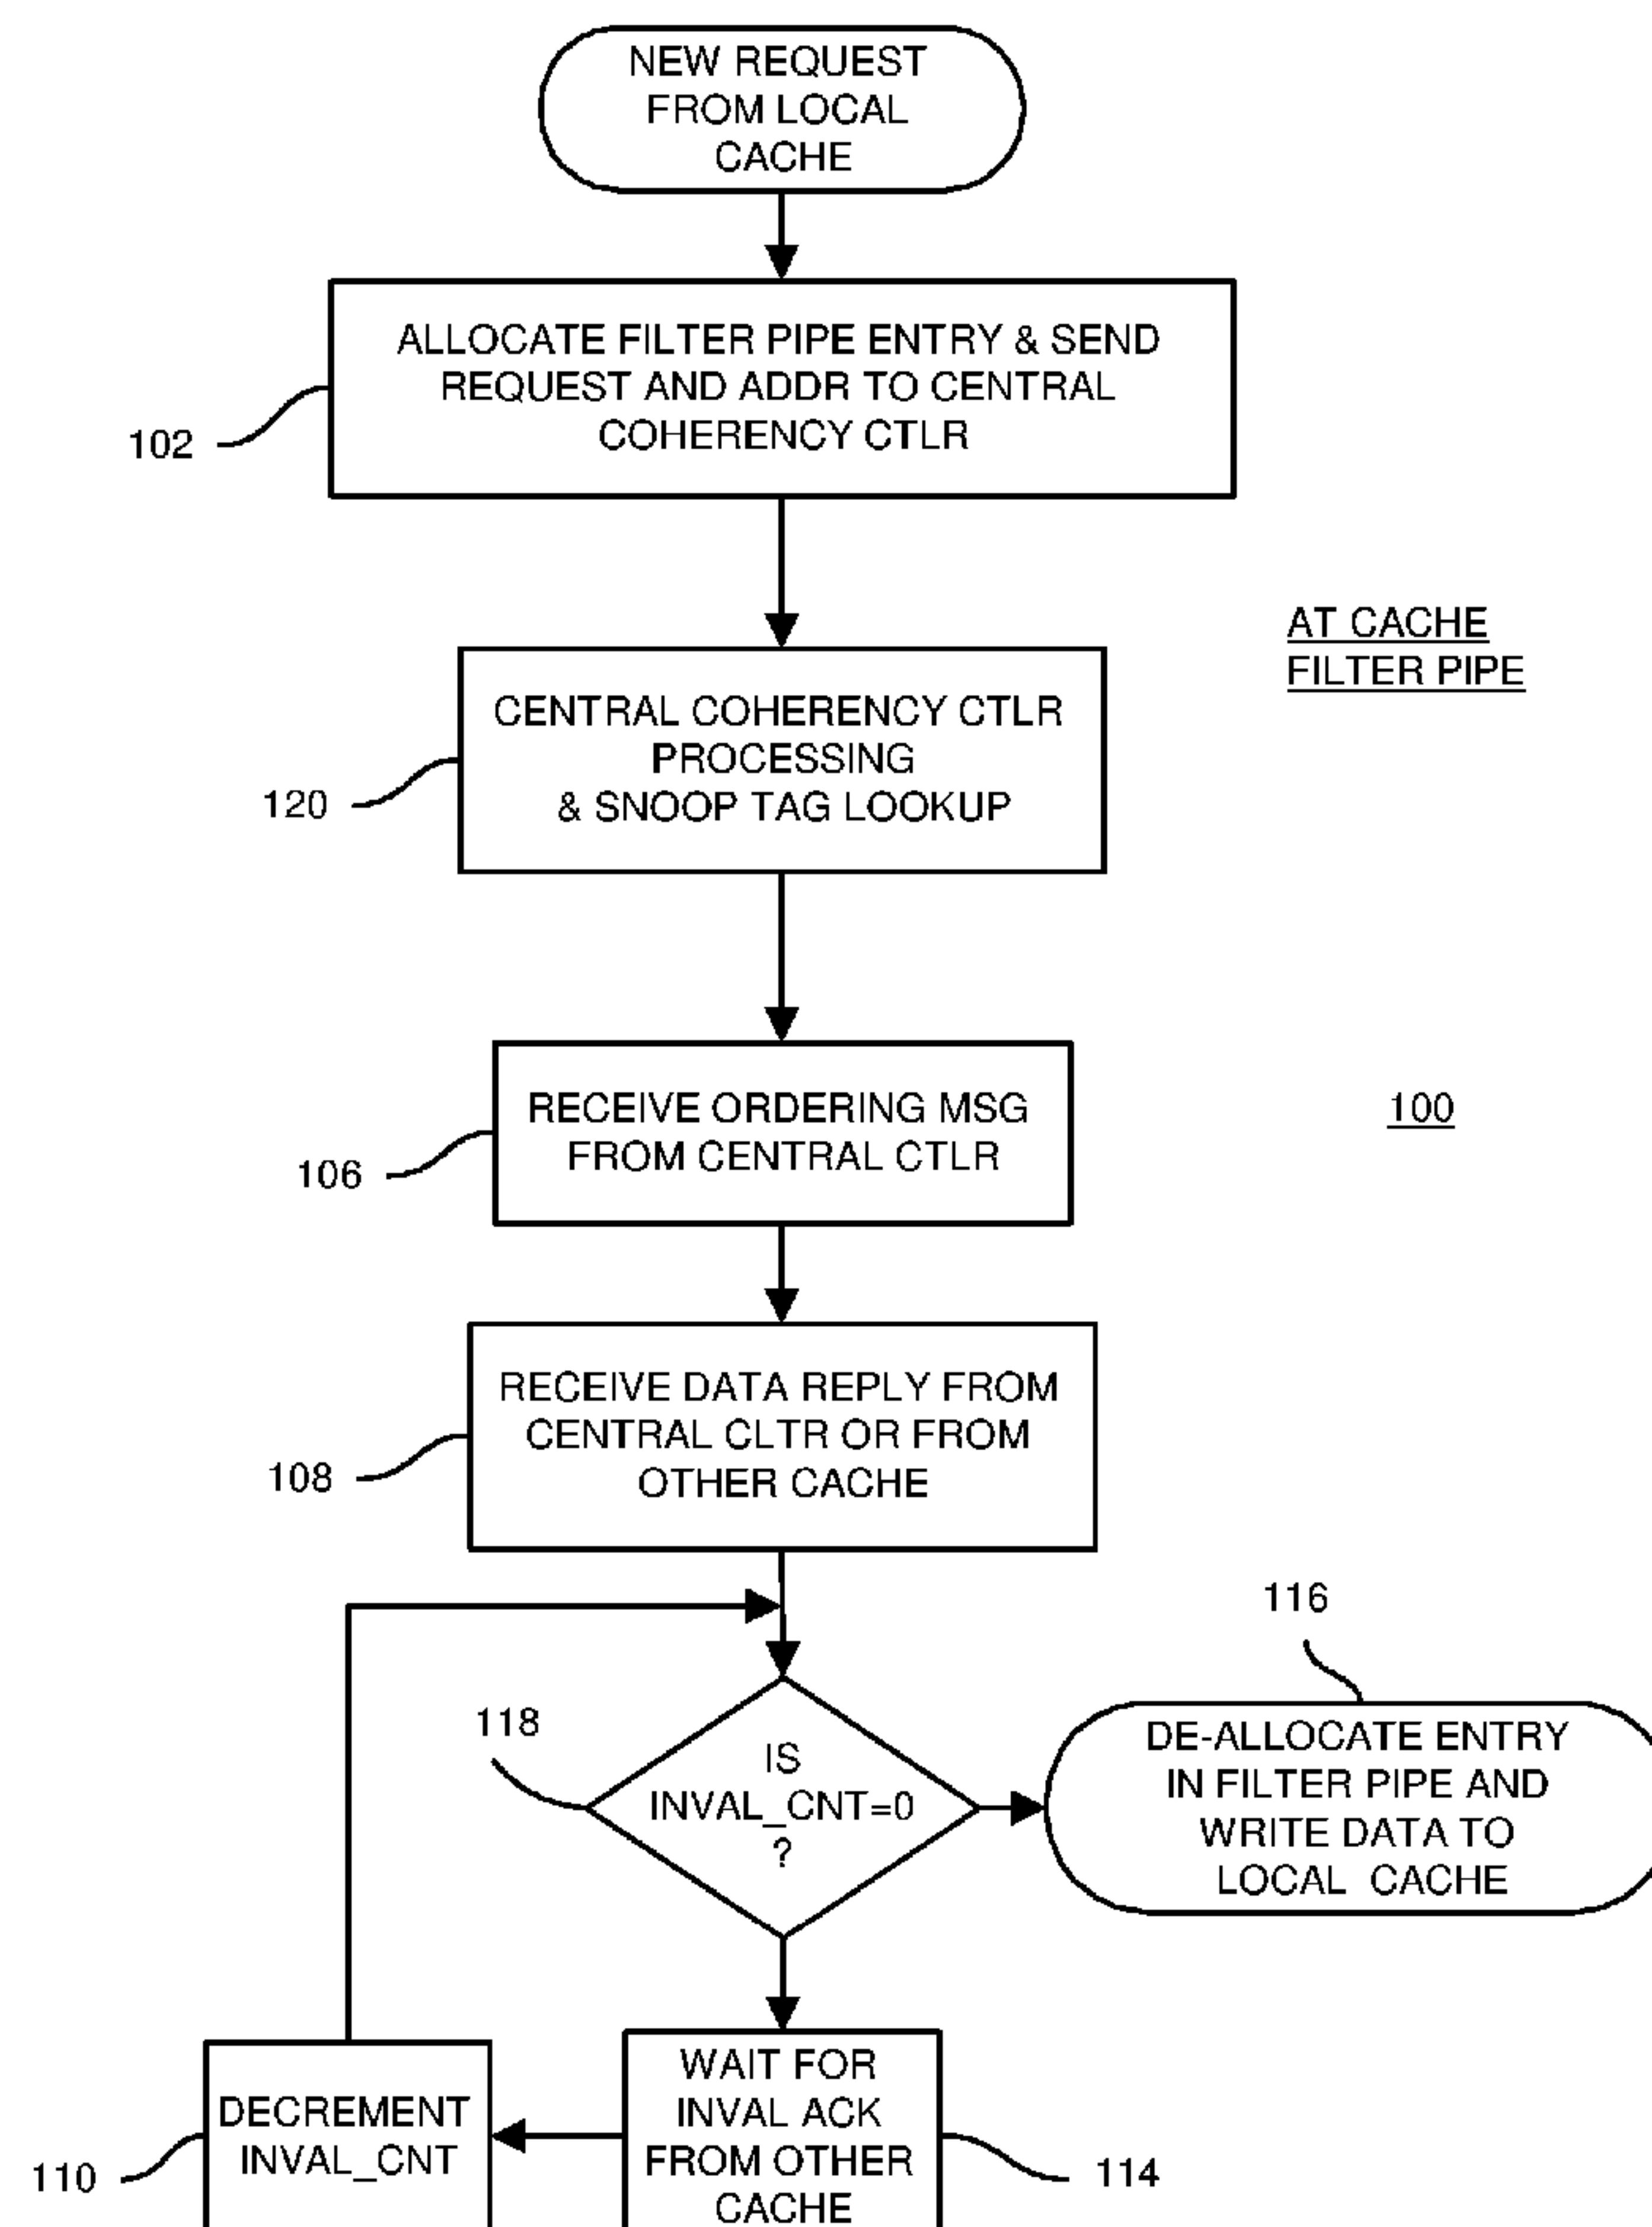 NEW REQUEST
FROM LOCAL
CACHE
ALLOCATE FILTER PIPE ENTRY & SEND
REQUEST AND ADDR TO CENTRAL
COHERENCY CTLR
102
AT CACHE
FILTER PIPE
CENTRAL COHERENCY CTLR
PROCESSING
& SNOOP TAG LOOKUP
120
RECEIVE ORDERING MSG
FROM CENTRAL CTLR
106
100
RECEIVE DATA REPLY FROM
CENTRAL CLTR OR FROM
OTHER CACHE
108
116
118
IS
INVAL_CNT=0
?
DE-ALLOCATE ENTRY
IN FILTER PIPE AND
WRITE DATA TO
LOCAL CACHE
DECREMENT
INVAL_CNT
110
WAIT FOR
INVAL ACK
FROM OTHER
CACHE
114